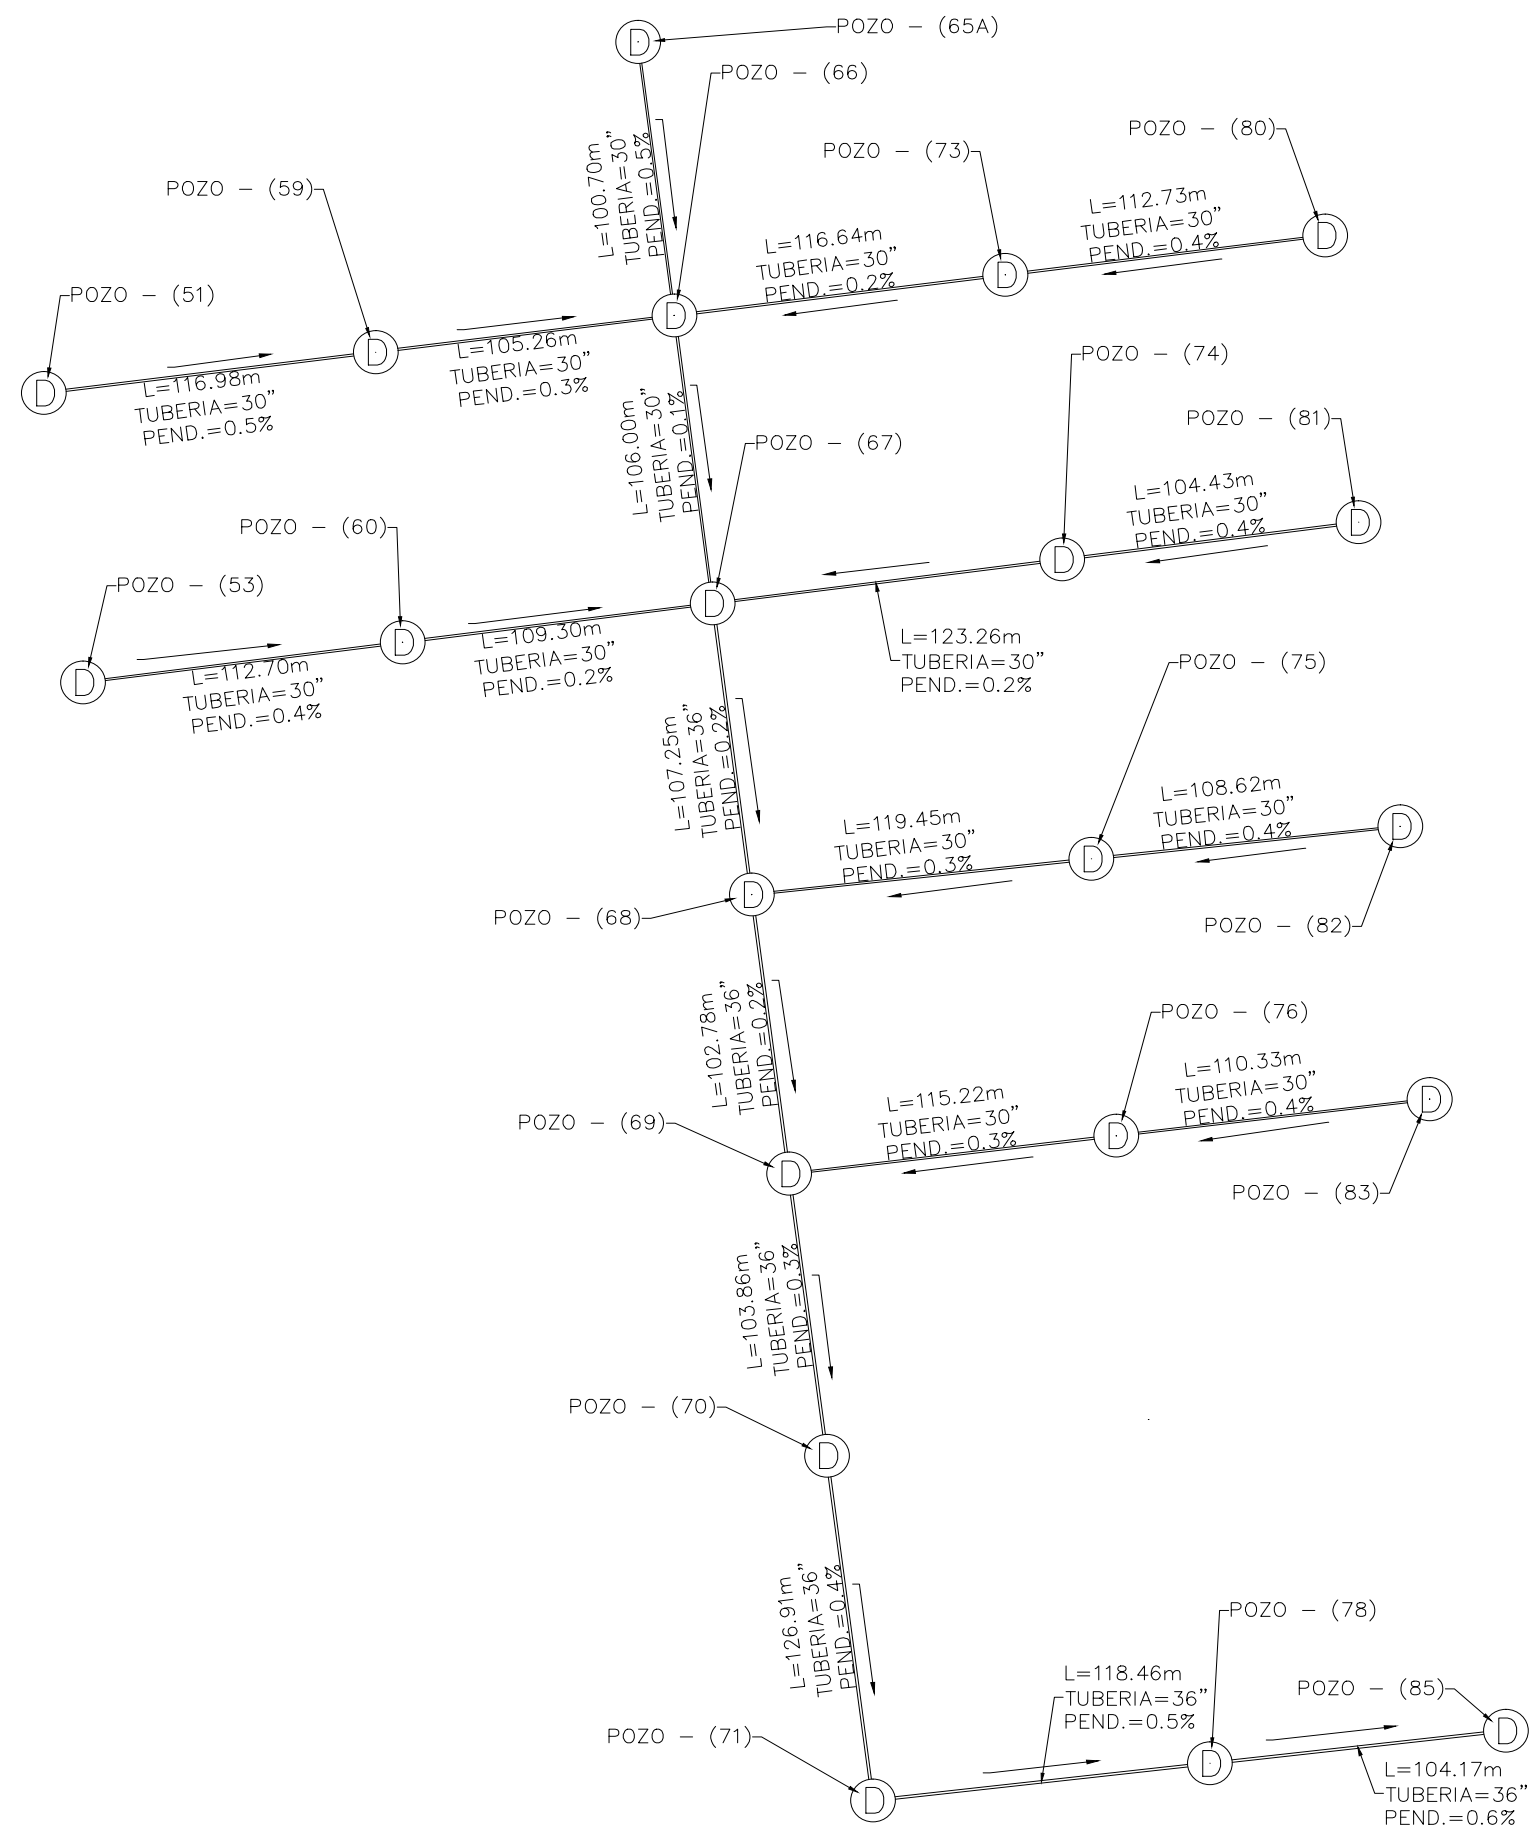 POZO – (65A)
D
POZO – (66)
L=100.70m
TUBERIA=30"
PEND.=0.5%
POZO – (80)
POZO – (73)
POZO – (59)
L=112.73m
TUBERIA=30"
PEND.=0.4%
D
L=116.64m
TUBERIA=30"
PEND.=0.2%
D
POZO – (51)
D
D
D
L=116.98m
TUBERIA=30"
PEND.=0.5%
L=105.26m
TUBERIA=30"
PEND.=0.3%
POZO – (74)
L=106.00m
TUBERIA=30"
PEND.=0.1%
POZO – (81)
POZO – (67)
L=104.43m
TUBERIA=30"
PEND.=0.4%
D
POZO – (60)
D
POZO – (53)
D
D
D
L=109.30m
TUBERIA=30"
PEND.=0.2%
L=112.70m
TUBERIA=30"
PEND.=0.4%
L=123.26m
TUBERIA=30"
PEND.=0.2%
POZO – (75)
L=107.25m
TUBERIA=36"
PEND.=0.2%
L=108.62m
TUBERIA=30"
PEND.=0.4%
D
L=119.45m
TUBERIA=30"
PEND.=0.3%
D
D
POZO – (68)
POZO – (82)
L=102.78m
TUBERIA=36"
PEND.=0.2%
POZO – (76)
L=110.33m
TUBERIA=30"
PEND.=0.4%
D
L=115.22m
TUBERIA=30"
PEND.=0.3%
D
POZO – (69)
D
POZO – (83)
L=103.86m
TUBERIA=36"
PEND.=0.3%
POZO – (70)
D
L=126.91m
TUBERIA=36"
PEND.=0.4%
POZO – (78)
L=118.46m
TUBERIA=36"
PEND.=0.5%
POZO – (85)
D
POZO – (71)
D
D
L=104.17m
TUBERIA=36"
PEND.=0.6%